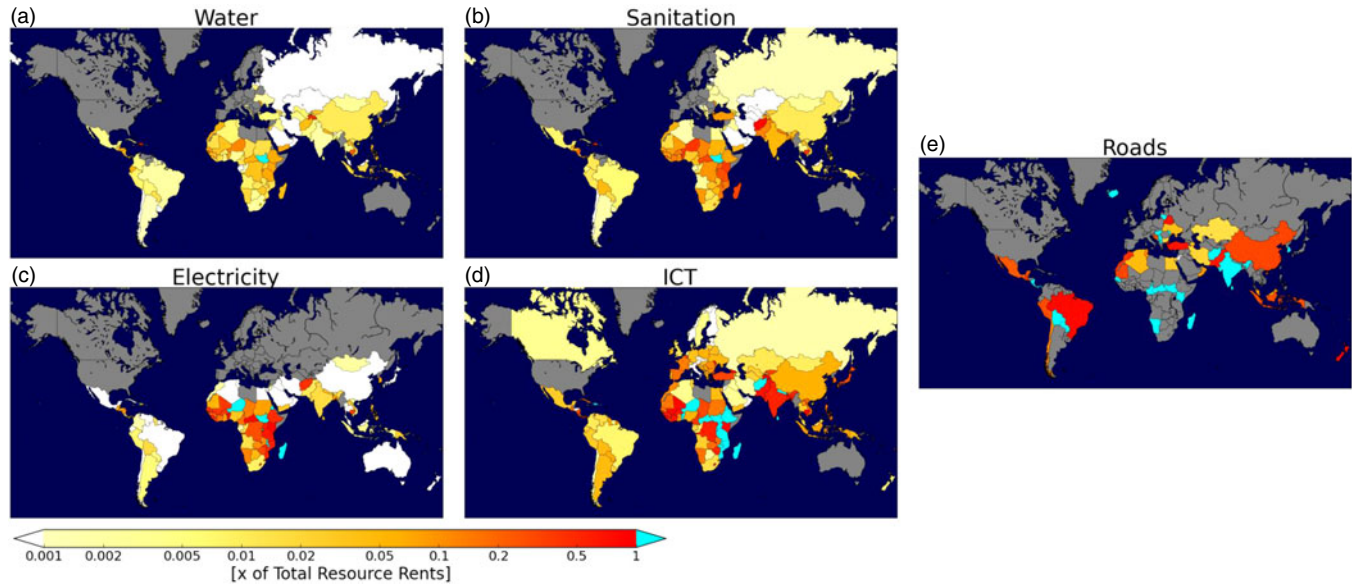 (a) Water
(b) Sanitation
(c) Electricity
(d) ICT
(e) Roads
0.001 0.002 0.005 0.01 0.02 0.05 0.1 0.2 0.5 1
[x of Total Resource Rents]